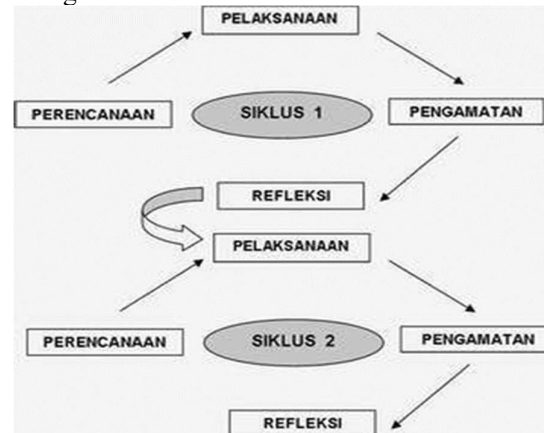 PELAKSANAAN
PERENCANAAN
SIKLUS 1
PENGAMATAN
REFLEKSI
PELAKSANAAN
PERENCANAAN
SIKLUS 2
PENGAMATAN
REFLEKSI